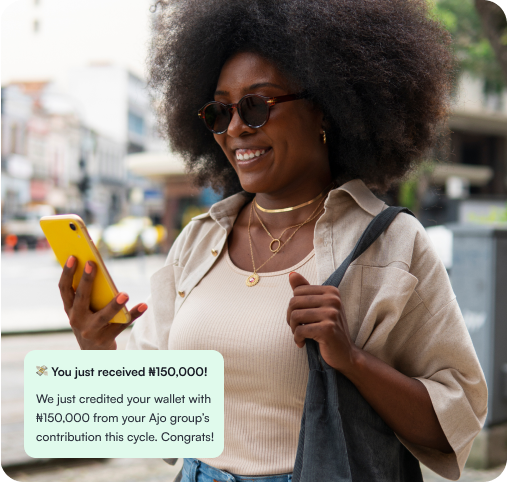 💸 You just received ₦150,000!
We just credited your wallet with
₦150,000 from your Ajo group's
contribution this cycle. Congrats!